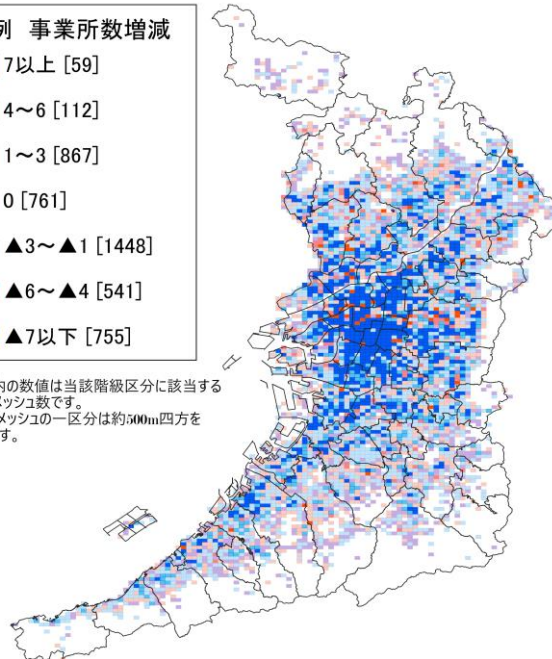 例 事業所数増減
7以上 [59]
4～6 [112]
1～3 [867]
0 [761]
▲3～▲1 [1448]
▲6～▲4 [541]
▲7以下 [755]
内の数値は当該階級区分に該当する
メッシュ数です。
メッシュの一区分は約500m四方を
す。